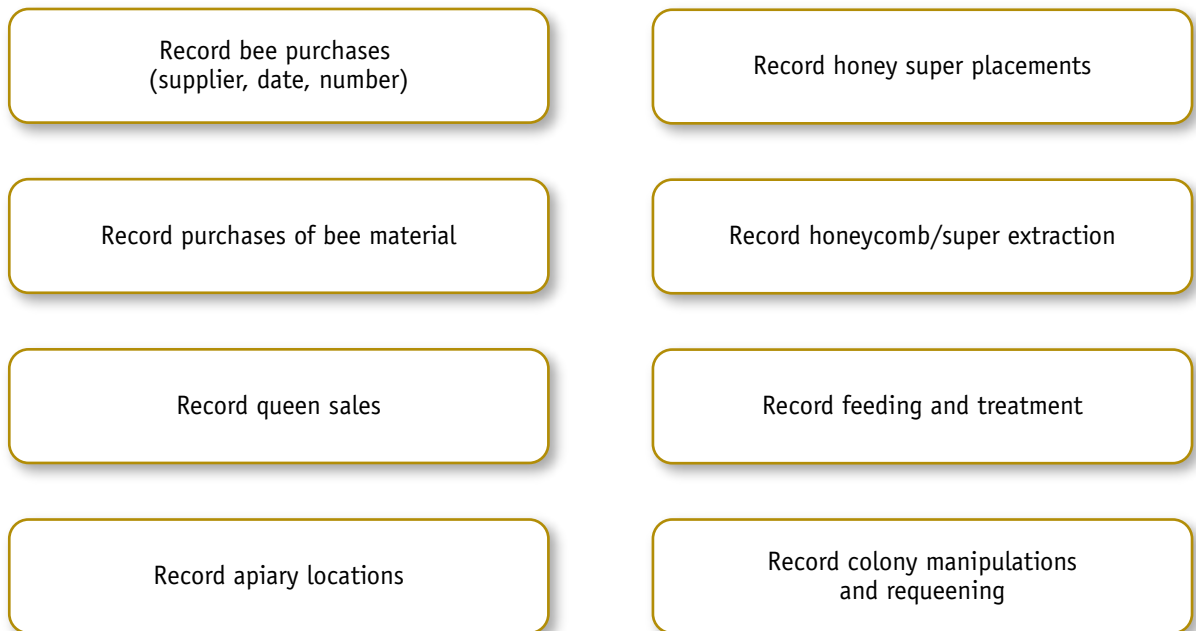 Record bee purchases
(supplier, date, number)
Record honey super placements
Record purchases of bee material
Record honeycomb/super extraction
Record queen sales
Record feeding and treatment
Record apiary locations
Record colony manipulations
and requeening